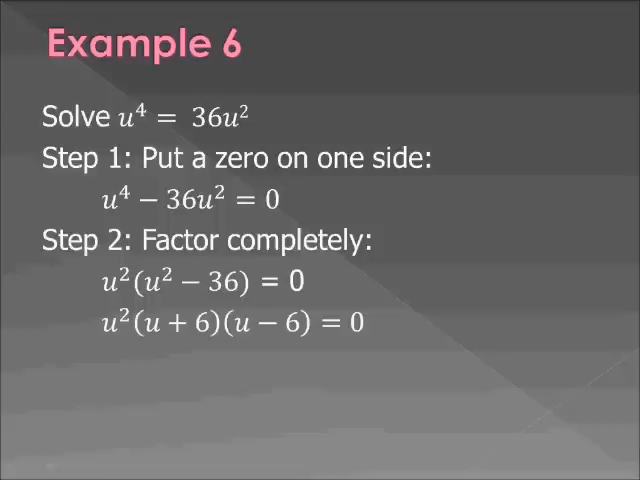 Example 6
Solve u⁴ = 36u²
Step 1: Put a zero on one side:
u⁴ − 36u² = 0
Step 2: Factor completely:
u²(u² − 36) = 0
u²(u + 6)(u − 6) = 0